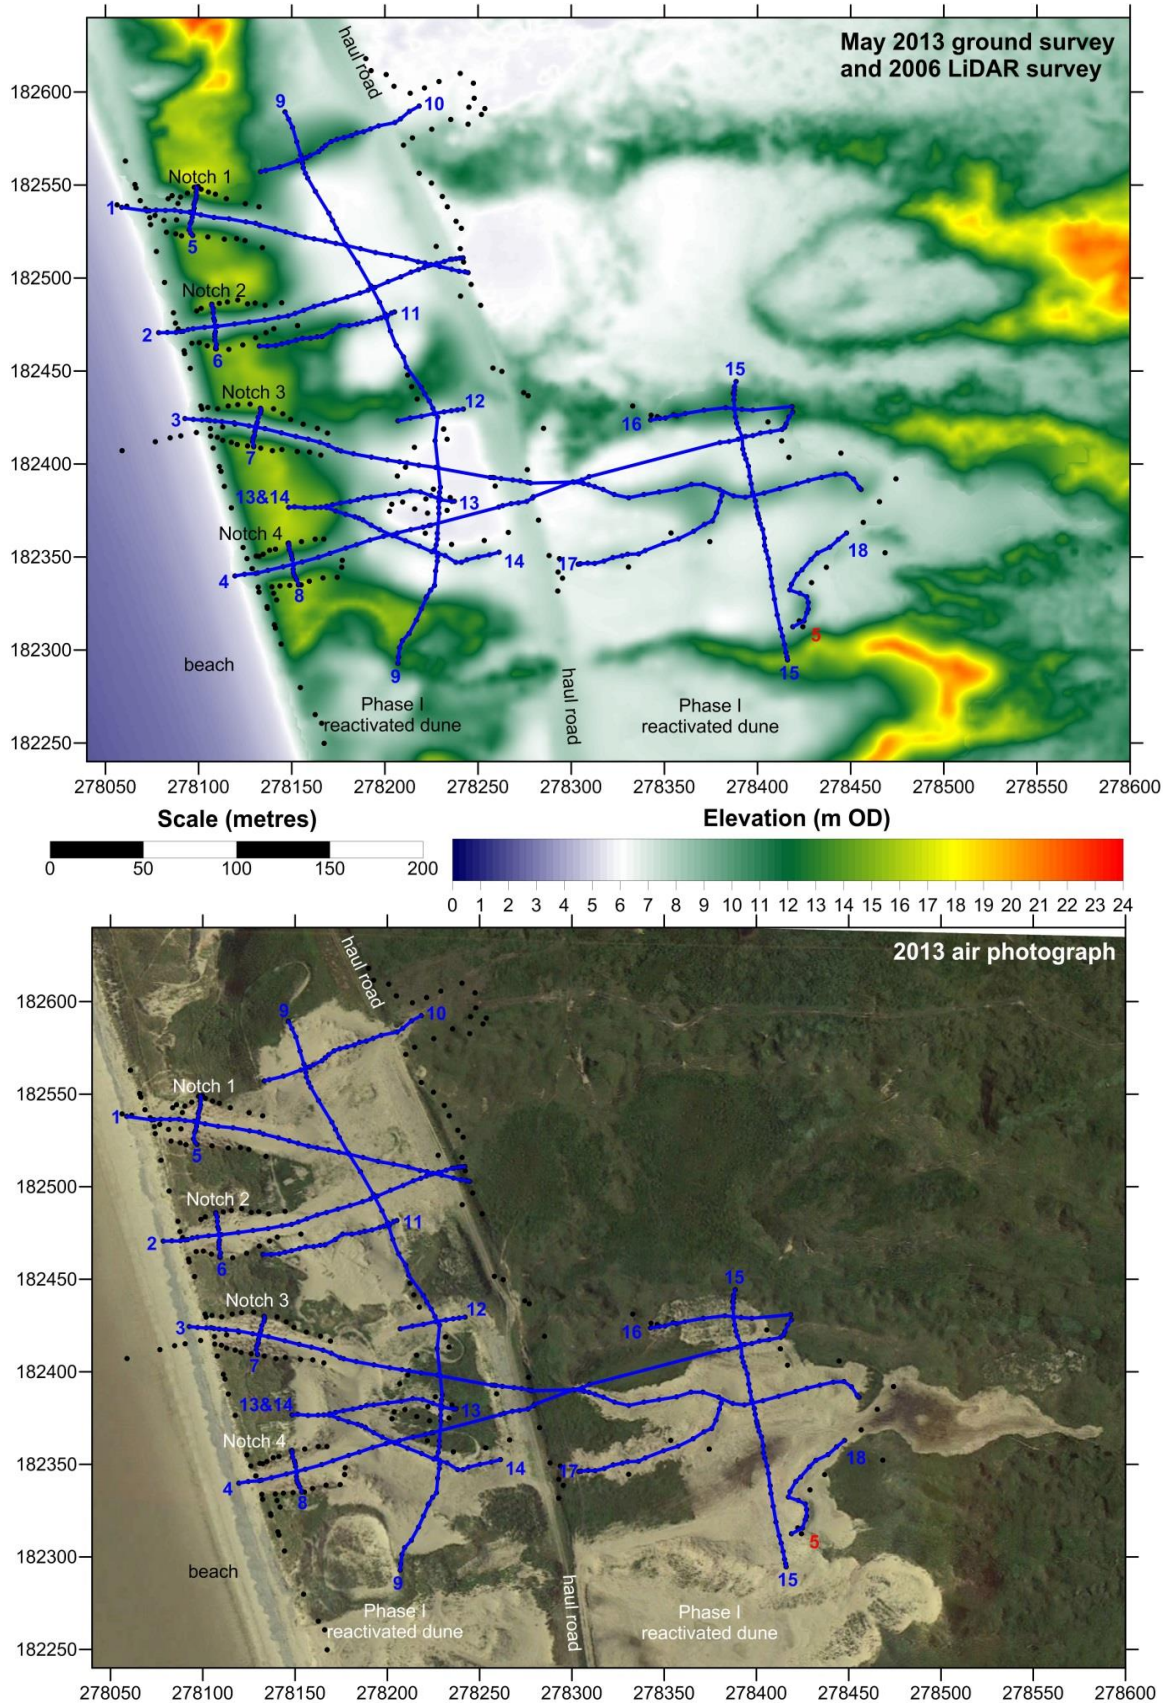 May 2013 ground survey
and 2006 LiDAR survey
haul road
182600
9
10
182550
Notch 1
1
5
182500
Notch 2
2
11
6
182450
15
Notch 3
12
3
16
7
182400
13&14
13
Notch 4
14
17
18
182350
4
8
5
182300
beach
9
15
Phase I
reactivated dune
haul road
Phase I
reactivated dune
182250
278050 278100 278150 278200 278250 278300 278350 278400 278450 278500 278550 278600
Scale (metres)
Elevation (m OD)
0 50 100 150 200
0 1 2 3 4 5 6 7 8 9 10 11 12 13 14 15 16 17 18 19 20 21 22 23 24
2013 air photograph
haul road
182600
9
10
182550
Notch 1
1
5
182500
Notch 2
2
11
6
182450
15
Notch 3
12
3
16
7
182400
13&14
13
Notch 4
14
17
18
182350
4
8
5
182300
beach
9
15
Phase I
reactivated dune
haul road
Phase I
reactivated dune
182250
278050 278100 278150 278200 278250 278300 278350 278400 278450 278500 278550 278600